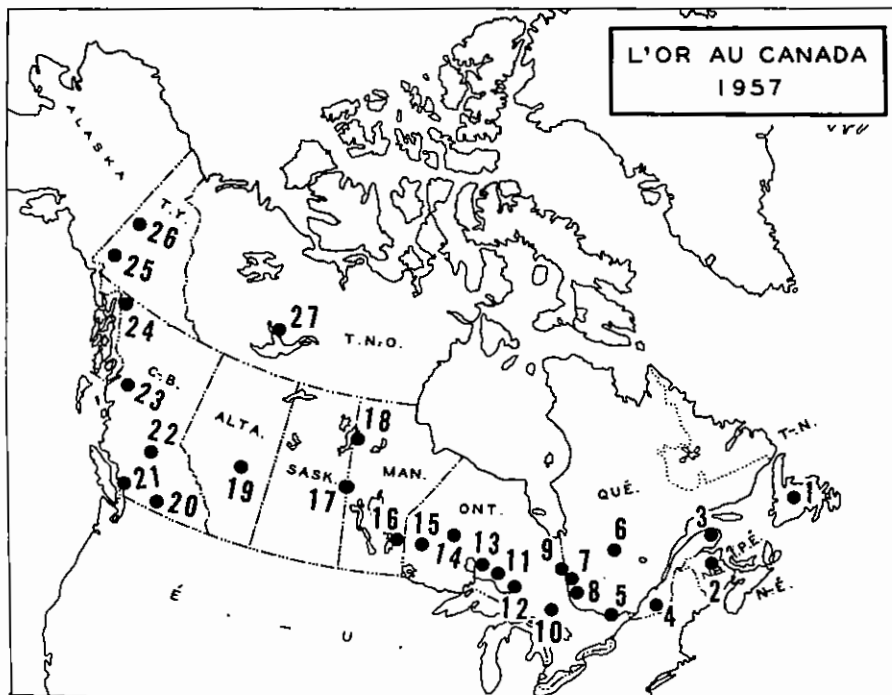 L'OR AU CANADA
1957
ALASKA
T.Y.
26
25
24
27
T.N.O.
C.-B.
23
22
21
20
ALTA.
19
SASK.
18
17
MAN.
16
15
14
ONT.
13
11
12
10
9
7
8
6
QUÉ.
5
4
3
T.-N.
1
I.P.É.
N.B.
2
N.-É.
É - U